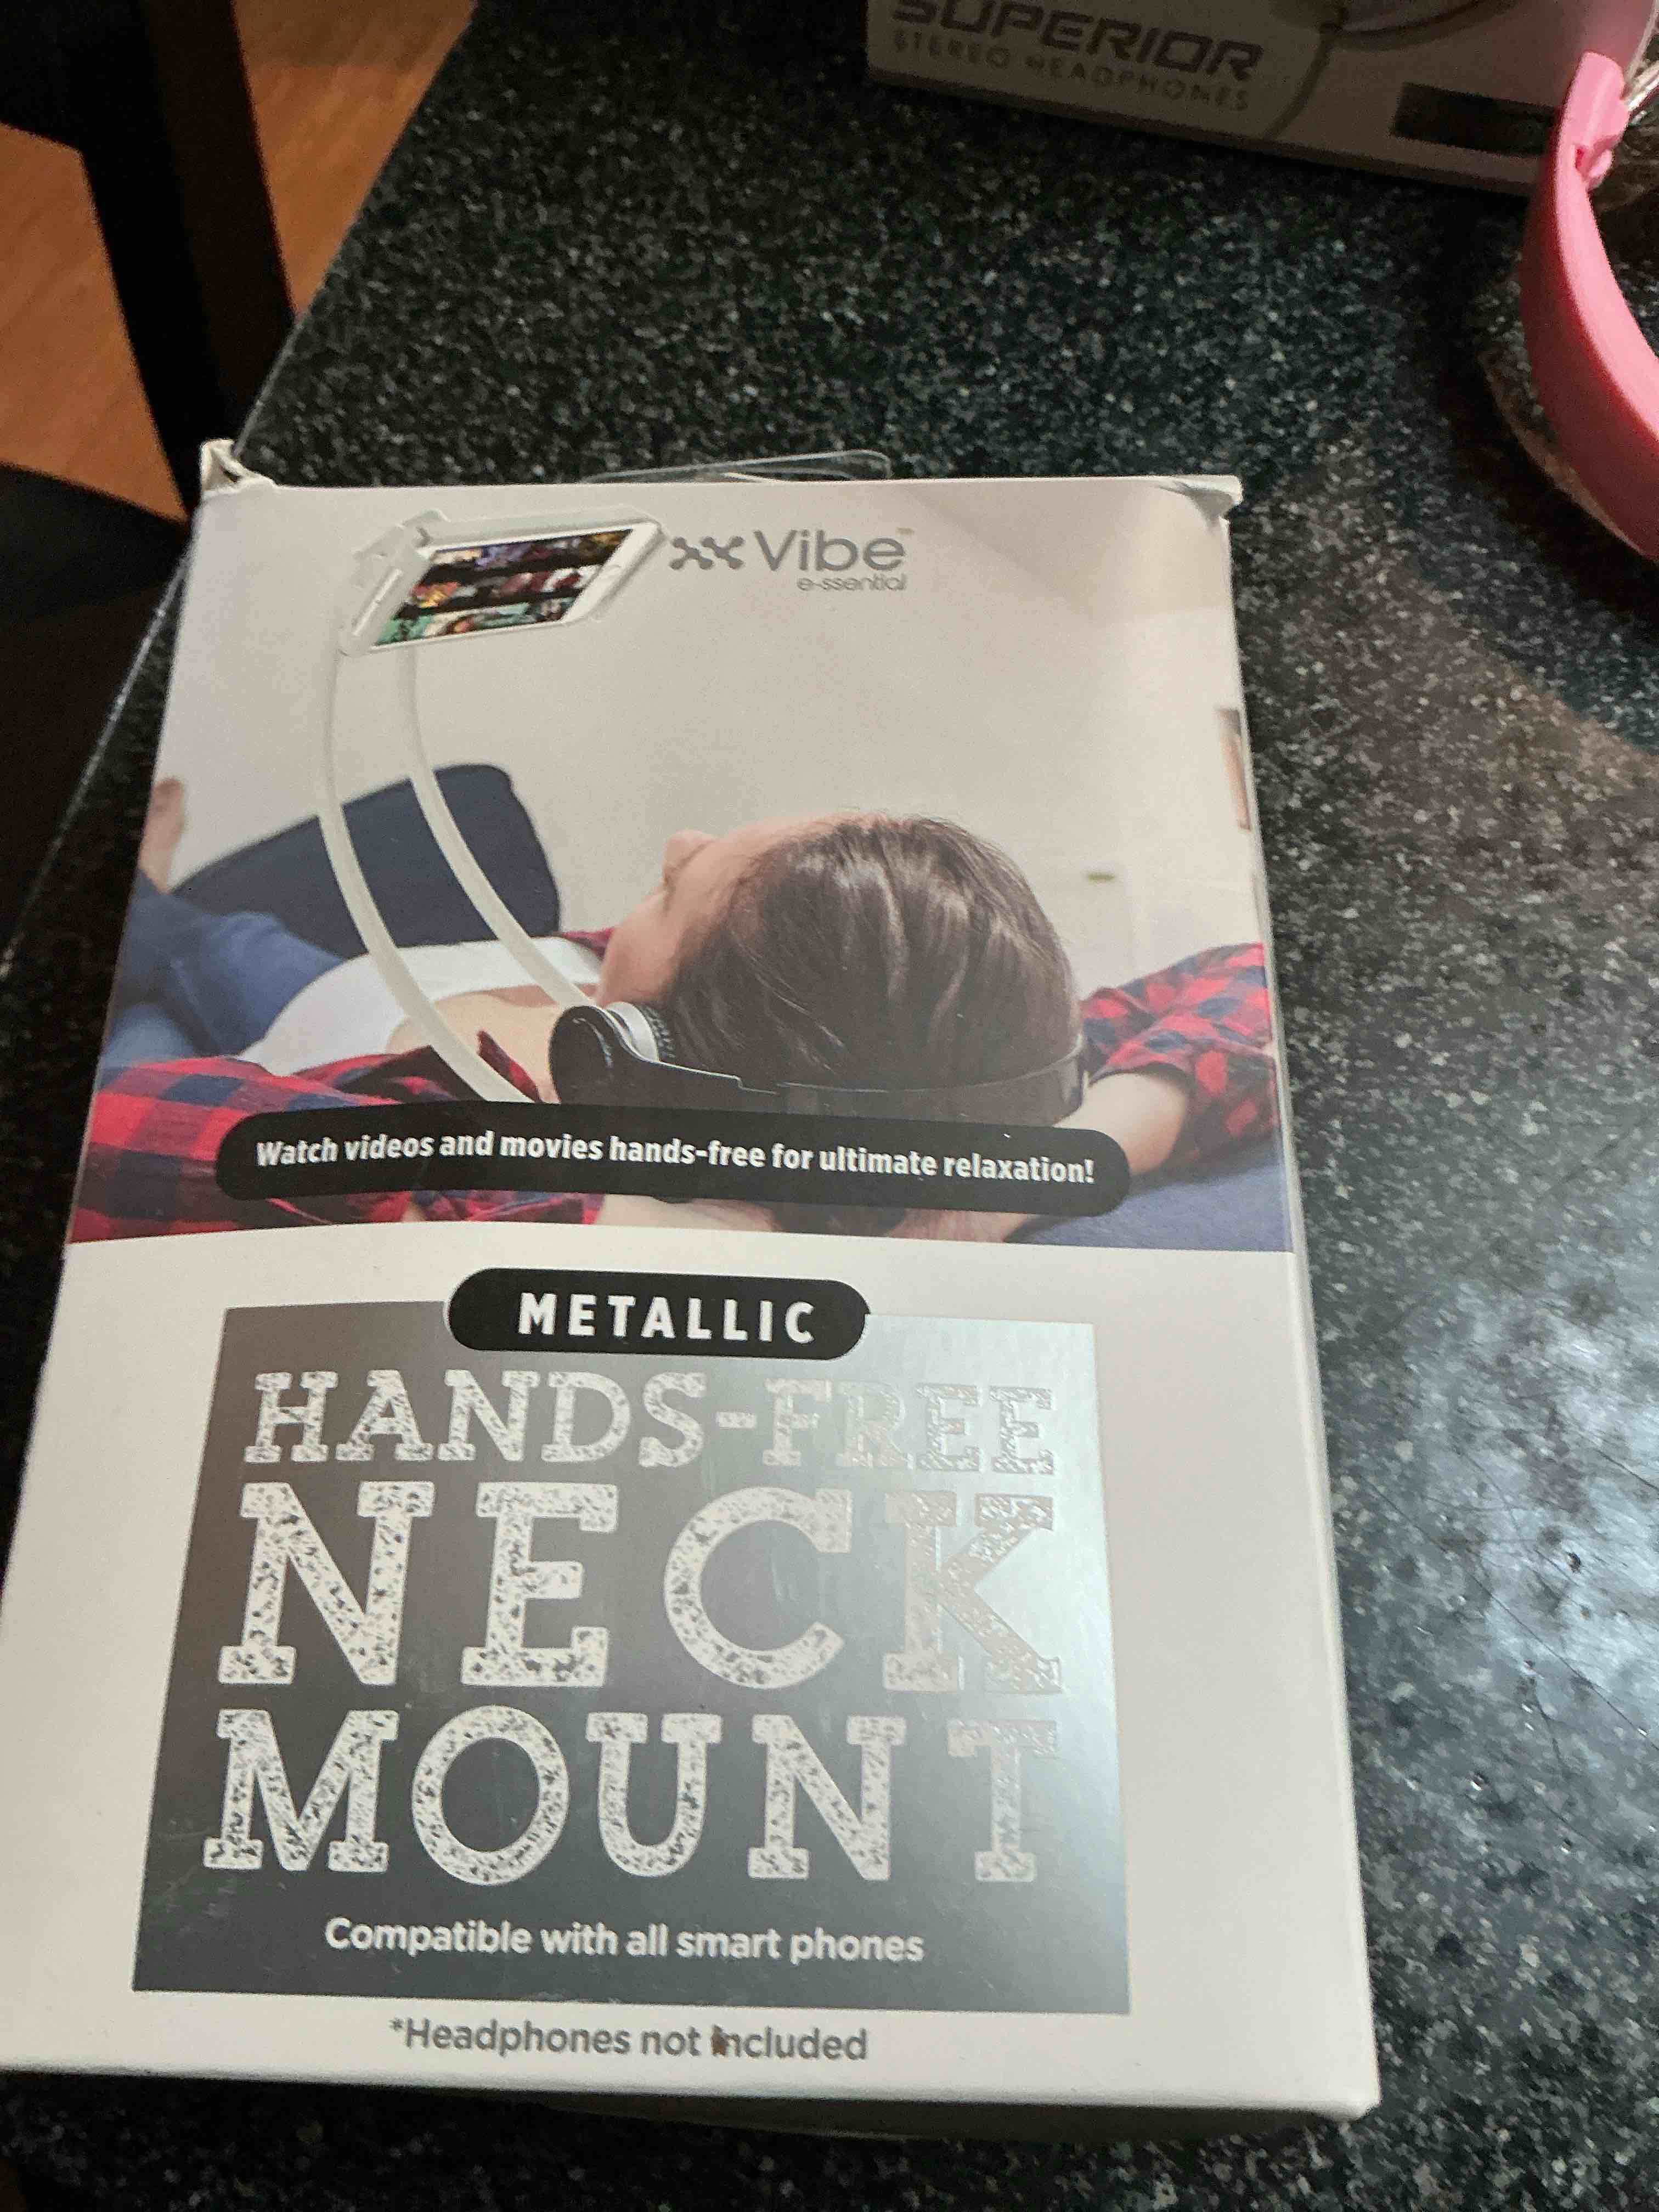 SUPERIOR
STEREO HEADPHONES
Vibe™
e-ssential
Watch videos and movies hands-free for ultimate relaxation!
METALLIC
HANDS-FREE
NECK
MOUNT
Compatible with all smart phones
*Headphones not included